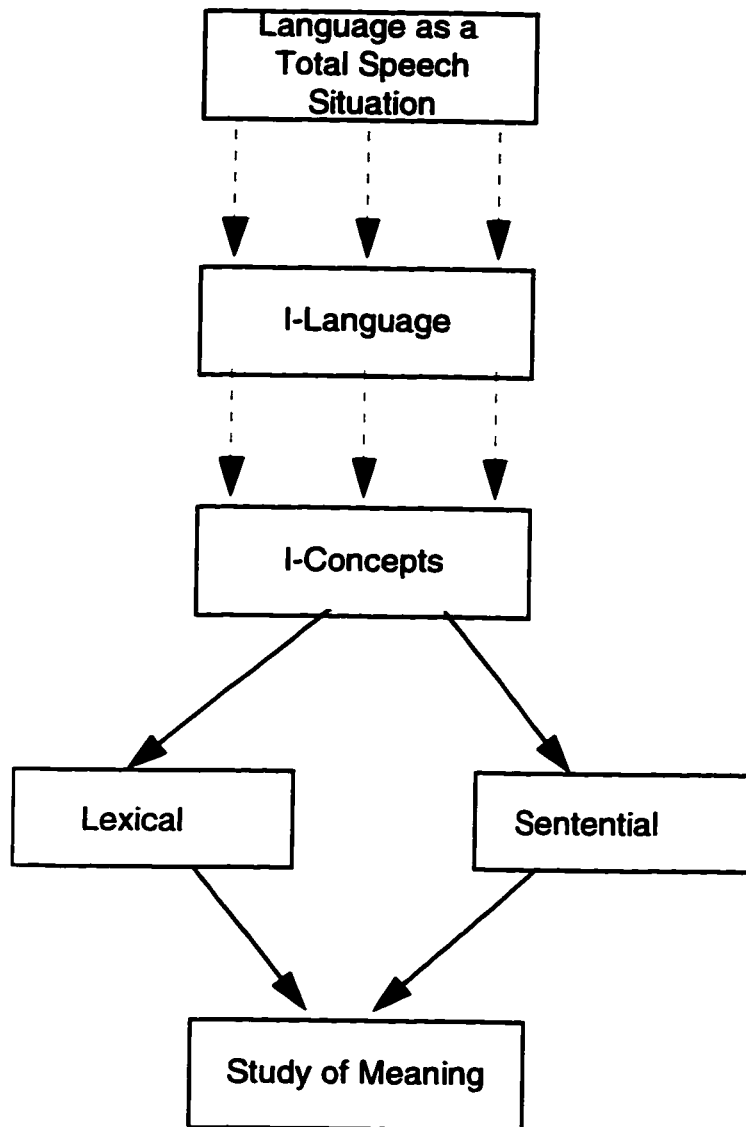 Language as a
Total Speech
Situation
I-Language
I-Concepts
Lexical
Sentential
Study of Meaning